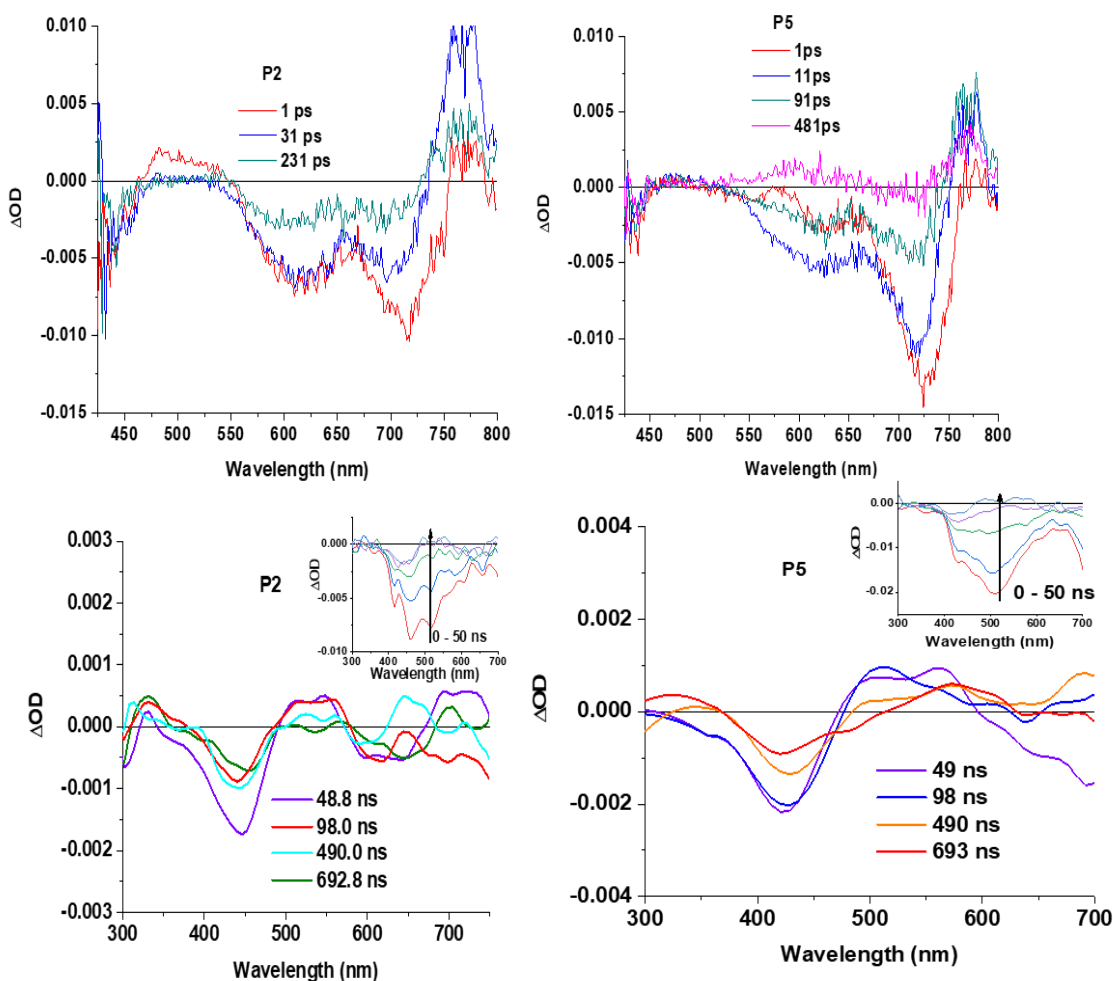 P2
1 ps
31 ps
231 ps
0.010
0.005
0.000
-0.005
-0.010
-0.015
ΔOD
450 500 550 600 650 700 750 800
Wavelength (nm)
P5
1ps
11ps
91ps
481ps
0.010
0.005
0.000
-0.005
-0.010
-0.015
ΔOD
450 500 550 600 650 700 750 800
Wavelength (nm)
P2
0.003
0.002
0.001
0.000
-0.001
-0.002
-0.003
ΔOD
48.8 ns
98.0 ns
490.0 ns
692.8 ns
300 400 500 600 700
Wavelength (nm)
0.000
-0.005
-0.010
ΔOD
0 - 50 ns
300 400 500 600 700
Wavelength (nm)
P5
0.004
0.002
0.000
-0.002
-0.004
ΔOD
49 ns
98 ns
490 ns
693 ns
300 400 500 600 700
Wavelength (nm)
0.00
-0.01
-0.02
ΔOD
0 - 50 ns
300 400 500 600 700
Wavelength (nm)